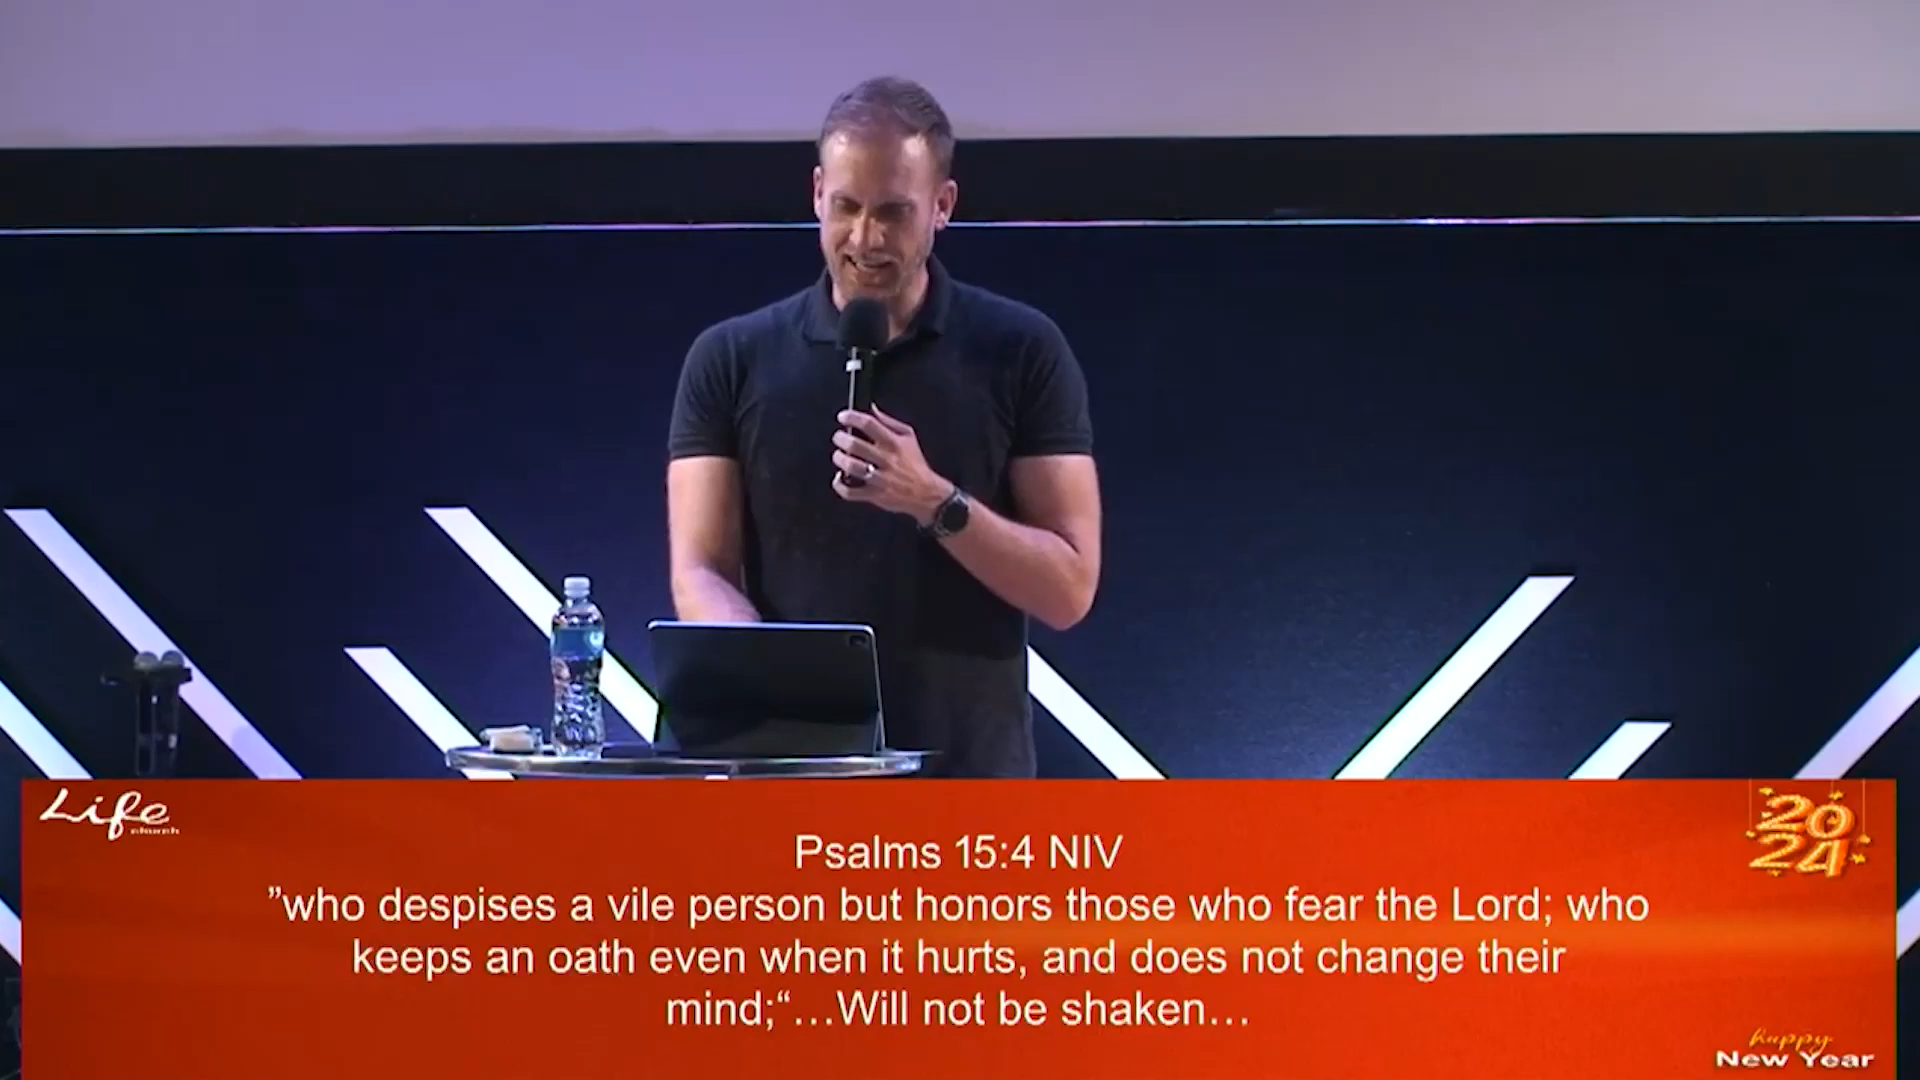 Life
church
2024
Psalms 15:4 NIV
”who despises a vile person but honors those who fear the Lord; who
keeps an oath even when it hurts, and does not change their
mind;“…Will not be shaken…
happy
New Year